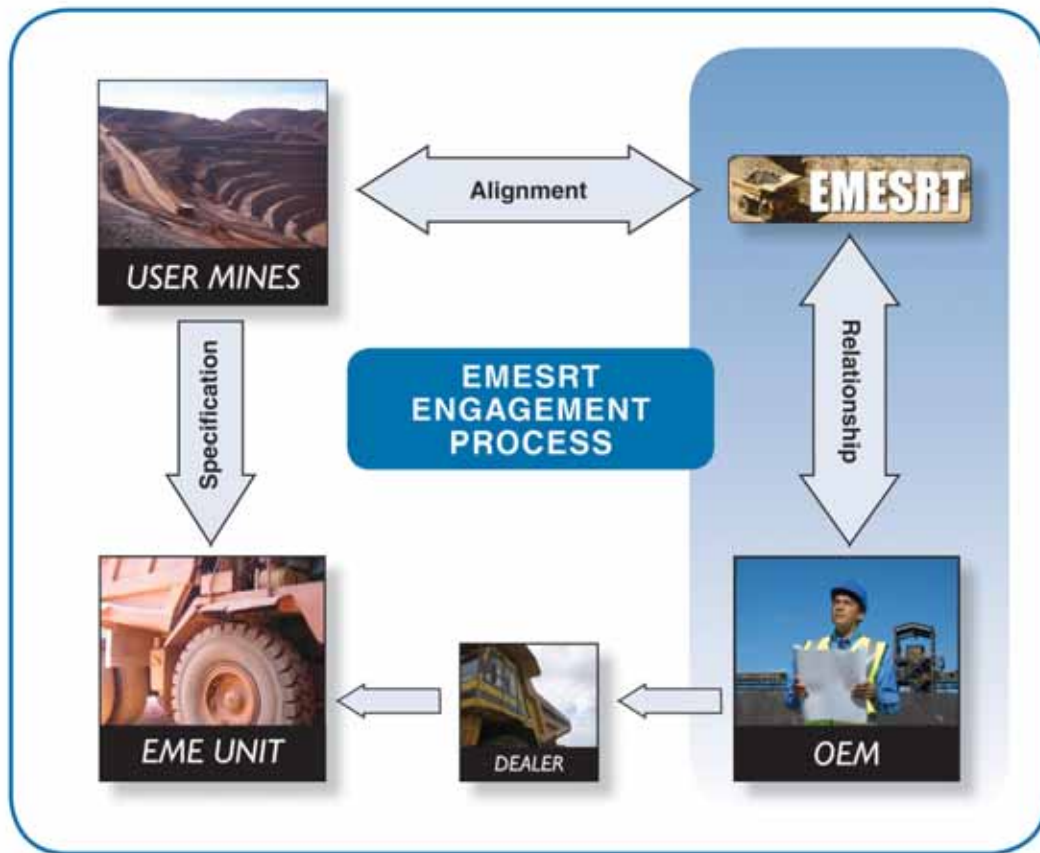 Alignment
EMESRT
USER MINES
Specification
EMESRT
ENGAGEMENT
PROCESS
Relationship
EME UNIT
DEALER
OEM